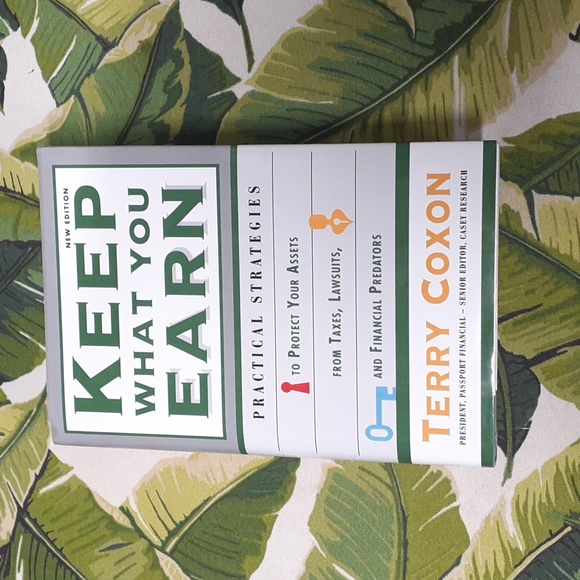 NEW EDITION
KEEP
WHAT YOU
EARN
PRACTICAL STRATEGIES
TO PROTECT YOUR ASSETS
FROM TAXES, LAWSUITS,
AND FINANCIAL PREDATORS
TERRY COXON
PRESIDENT, PASSPORT FINANCIAL – SENIOR EDITOR, CASEY RESEARCH